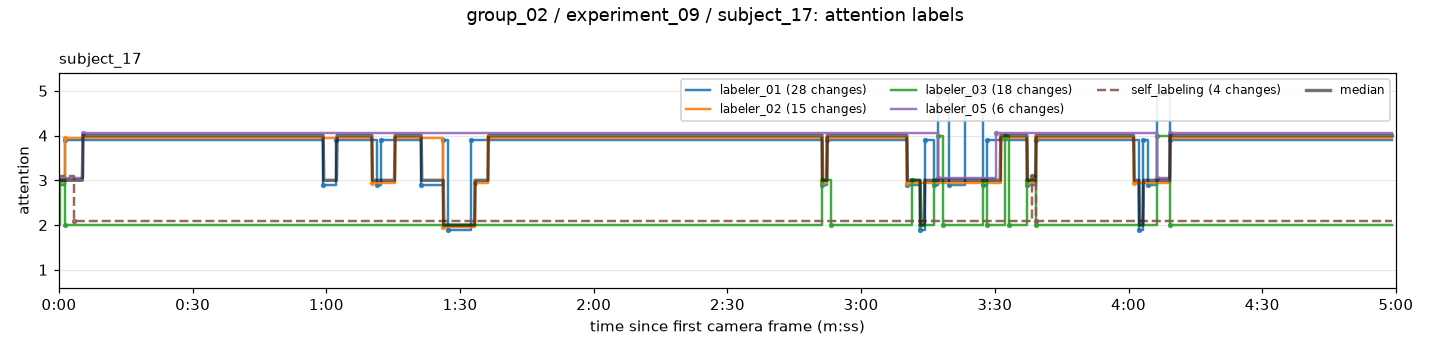 group_02 / experiment_09 / subject_17: attention labels
subject_17
labeler_01 (28 changes)
labeler_02 (15 changes)
labeler_03 (18 changes)
labeler_05 (6 changes)
self_labeling (4 changes)
median
attention
5
4
3
2
1
0:00 0:30 1:00 1:30 2:00 2:30 3:00 3:30 4:00 4:30 5:00
time since first camera frame (m:ss)